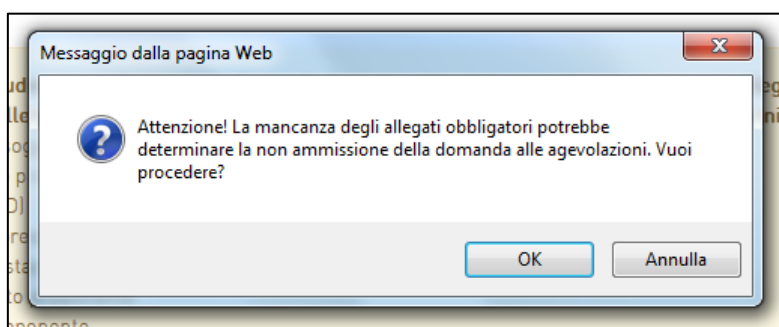 Messaggio dalla pagina Web
Attenzione! La mancanza degli allegati obbligatori potrebbe
determinare la non ammissione della domanda alle agevolazioni. Vuoi
procedere?
OK
Annulla